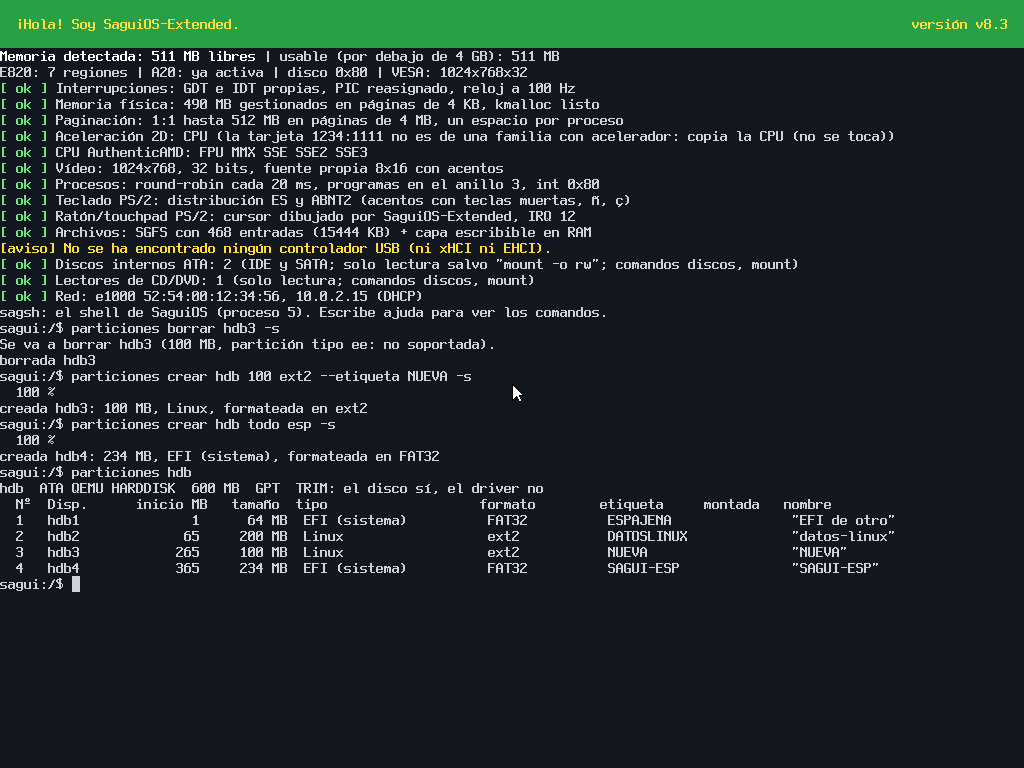 ¡Hola! Soy SaguiOS-Extended. versión v8.3
Memoria detectada: 511 MB libres | usable (por debajo de 4 GB): 511 MB
E820: 7 regiones | A20: ya activa | disco 0x80 | VESA: 1024x768x32
[ ok ] Interrupciones: GDT e IDT propias, PIC reasignado, reloj a 100 Hz
[ ok ] Memoria física: 490 MB gestionados en páginas de 4 KB, kmalloc listo
[ ok ] Paginación: 1:1 hasta 512 MB en páginas de 4 MB, un espacio por proceso
[ ok ] Aceleración 2D: CPU (la tarjeta 1234:1111 no es de una familia con acelerador: copia la CPU (no se toca))
[ ok ] CPU AuthenticAMD: FPU MMX SSE SSE2 SSE3
[ ok ] Vídeo: 1024x768, 32 bits, fuente propia 8x16 con acentos
[ ok ] Procesos: round-robin cada 20 ms, programas en el anillo 3, int 0x80
[ ok ] Teclado PS/2: distribución ES y ABNT2 (acentos con teclas muertas, ñ, ç)
[ ok ] Ratón/touchpad PS/2: cursor dibujado por SaguiOS-Extended, IRQ 12
[ ok ] Archivos: SGFS con 468 entradas (15444 KB) + capa escribible en RAM
[aviso] No se ha encontrado ningún controlador USB (ni xHCI ni EHCI).
[ ok ] Discos internos ATA: 2 (IDE y SATA; solo lectura salvo "mount -o rw"; comandos discos, mount)
[ ok ] Lectores de CD/DVD: 1 (solo lectura; comandos discos, mount)
[ ok ] Red: e1000 52:54:00:12:34:56, 10.0.2.15 (DHCP)
sagsh: el shell de SaguiOS (proceso 5). Escribe ajuda para ver los comandos.
sagui:/$ particiones borrar hdb3 -s
Se va a borrar hdb3 (100 MB, partición tipo ee: no soportada).
borrada hdb3
sagui:/$ particiones crear hdb 100 ext2 --etiqueta NUEVA -s
100 %
creada hdb3: 100 MB, Linux, formateada en ext2
sagui:/$ particiones crear hdb todo esp -s
100 %
creada hdb4: 234 MB, EFI (sistema), formateada en FAT32
sagui:/$ particiones hdb
hdb ATA QEMU HARDDISK 600 MB GPT TRIM: el disco sí, el driver no
Nº Disp. inicio MB tamaño tipo formato etiqueta montada nombre
1 hdb1 1 64 MB EFI (sistema) FAT32 ESPAJENA "EFI de otro"
2 hdb2 65 200 MB Linux ext2 DATOSLINUX "datos-linux"
3 hdb3 265 100 MB Linux ext2 NUEVA "NUEVA"
4 hdb4 365 234 MB EFI (sistema) FAT32 SAGUI-ESP "SAGUI-ESP"
sagui:/$